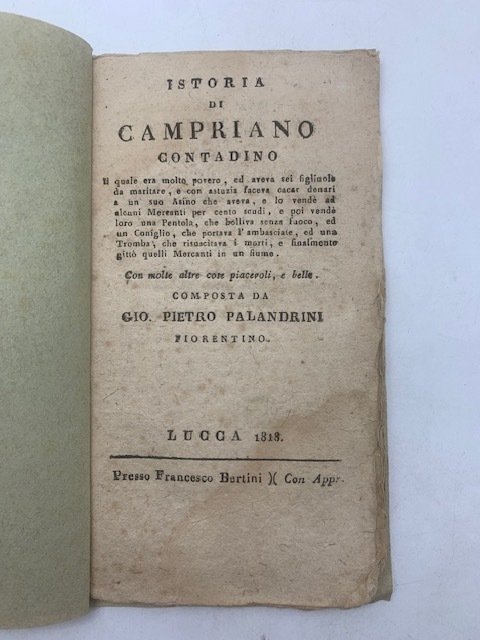 ISTORIA
DI
CAMPRIANO
CONTADINO
Il quale era molto povero, ed aveva sei figliuole
da maritare, e con astuzia faceva cacar denari
a un suo Asino che aveva, e lo vendè ad
alcuni Mercanti per cento scudi, e poi vendè
loro una Pentola, che bolliva senza fuoco, ed
un Coniglio, che portava l'ambasciate, ed una
Tromba, che risuscitava i morti, e finalmente
gittò quelli Mercanti in un fiume.
Con molte altre cose piacevoli, e belle.
COMPOSTA DA
GIO. PIETRO PALANDRINI
FIORENTINO.
LUCCA 1818.
Presso Francesco Bertini )( Con Appr.